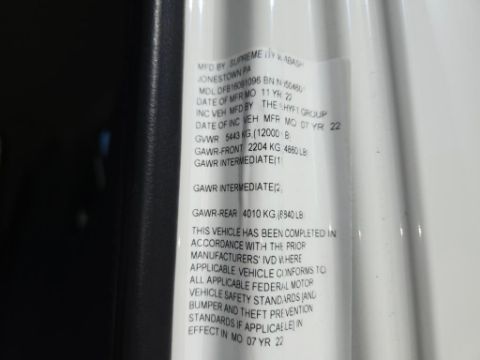 MFD BY SUPREME
JONESTOWN PA
MDL DFB16081096 BN
DATE OF MFR MO 11 YR 22
INC VEH MFD BY THE SHYFT GROUP
DATE OF INC VEH MFR MO 07 YR 22
GVWR 5443 KG,(12000 LB)
GAWR-FRONT 2204 KG 4860 LB)
GAWR INTERMEDIATE(1)
GAWR INTERMEDIATE(2)
GAWR-REAR 4010 KG,(8840 LB)
THIS VEHICLE HAS BEEN COMPLETED IN
ACCORDANCE WITH THE PRIOR
MANUFACTURERS' IVD WHERE
APPLICABLE VEHICLE CONFORMS TO
ALL APPLICABLE FEDERAL MOTOR
VEHICLE SAFETY STANDARDS [AND
BUMPER AND THEFT PREVENTION
STANDARDS IF APPLICABLE] IN
EFFECT IN MO 07 YR 22